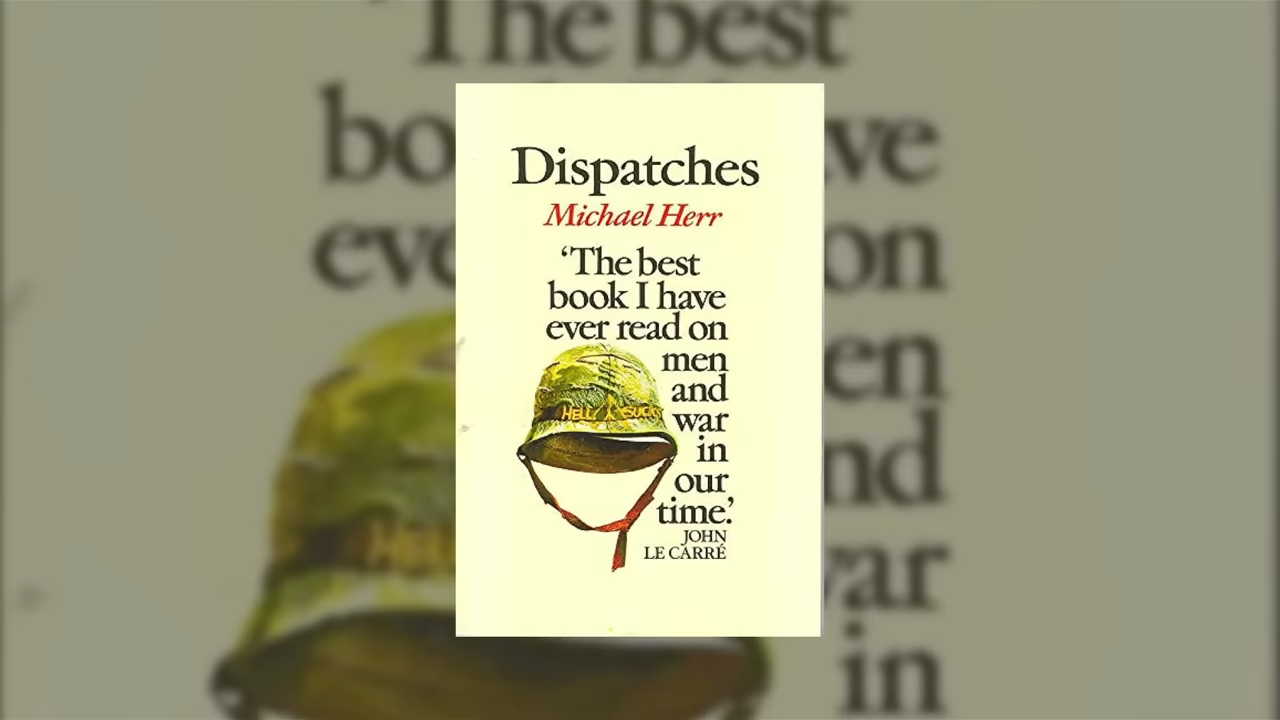 Dispatches
Michael Herr
‘The best
book I have
ever read on
men
and
war
in
our
time.’
JOHN
LE CARRÉ
HELL SUCKS